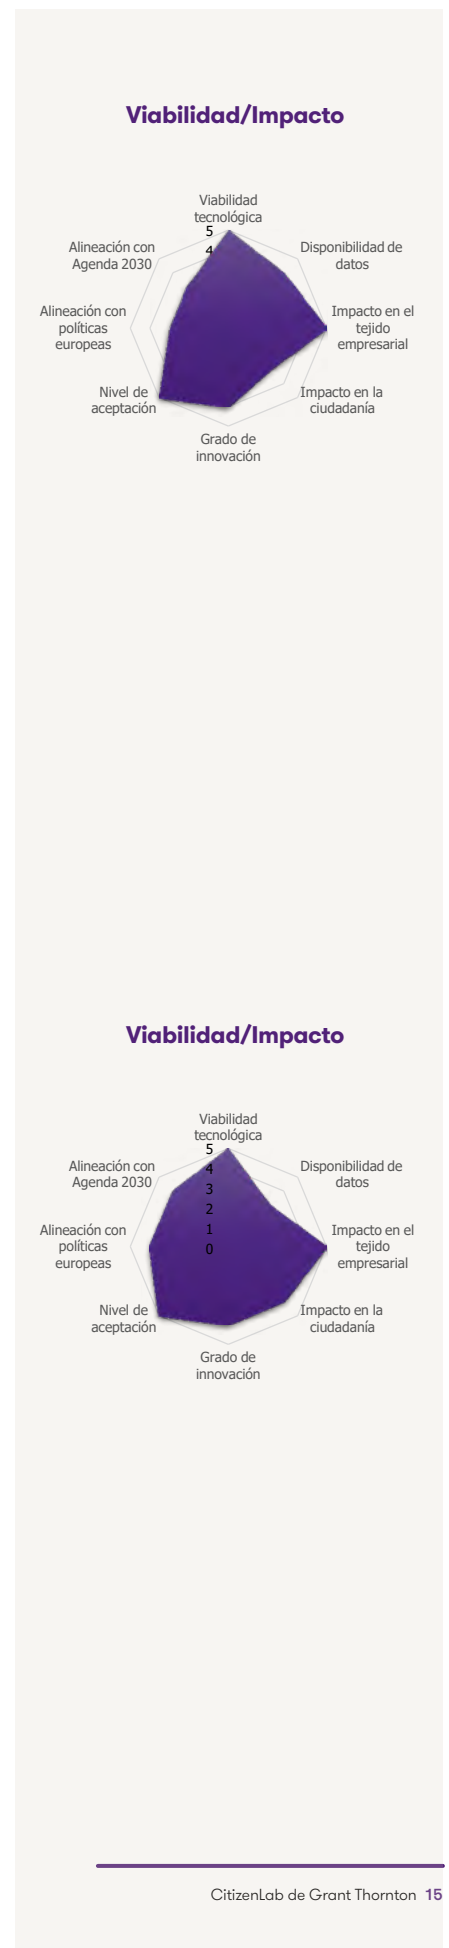 Viabilidad/Impacto
Viabilidad
tecnológica
5
4
Alineación con
Agenda 2030
Disponibilidad de
datos
Alineación con
políticas
europeas
Impacto en el
tejido
empresarial
Nivel de
aceptación
Impacto en la
ciudadanía
Grado de
innovación
Viabilidad/Impacto
Viabilidad
tecnológica
5
4
3
2
1
0
Alineación con
Agenda 2030
Disponibilidad de
datos
Alineación con
políticas
europeas
Impacto en el
tejido
empresarial
Nivel de
aceptación
Impacto en la
ciudadanía
Grado de
innovación
CitizenLab de Grant Thornton 15